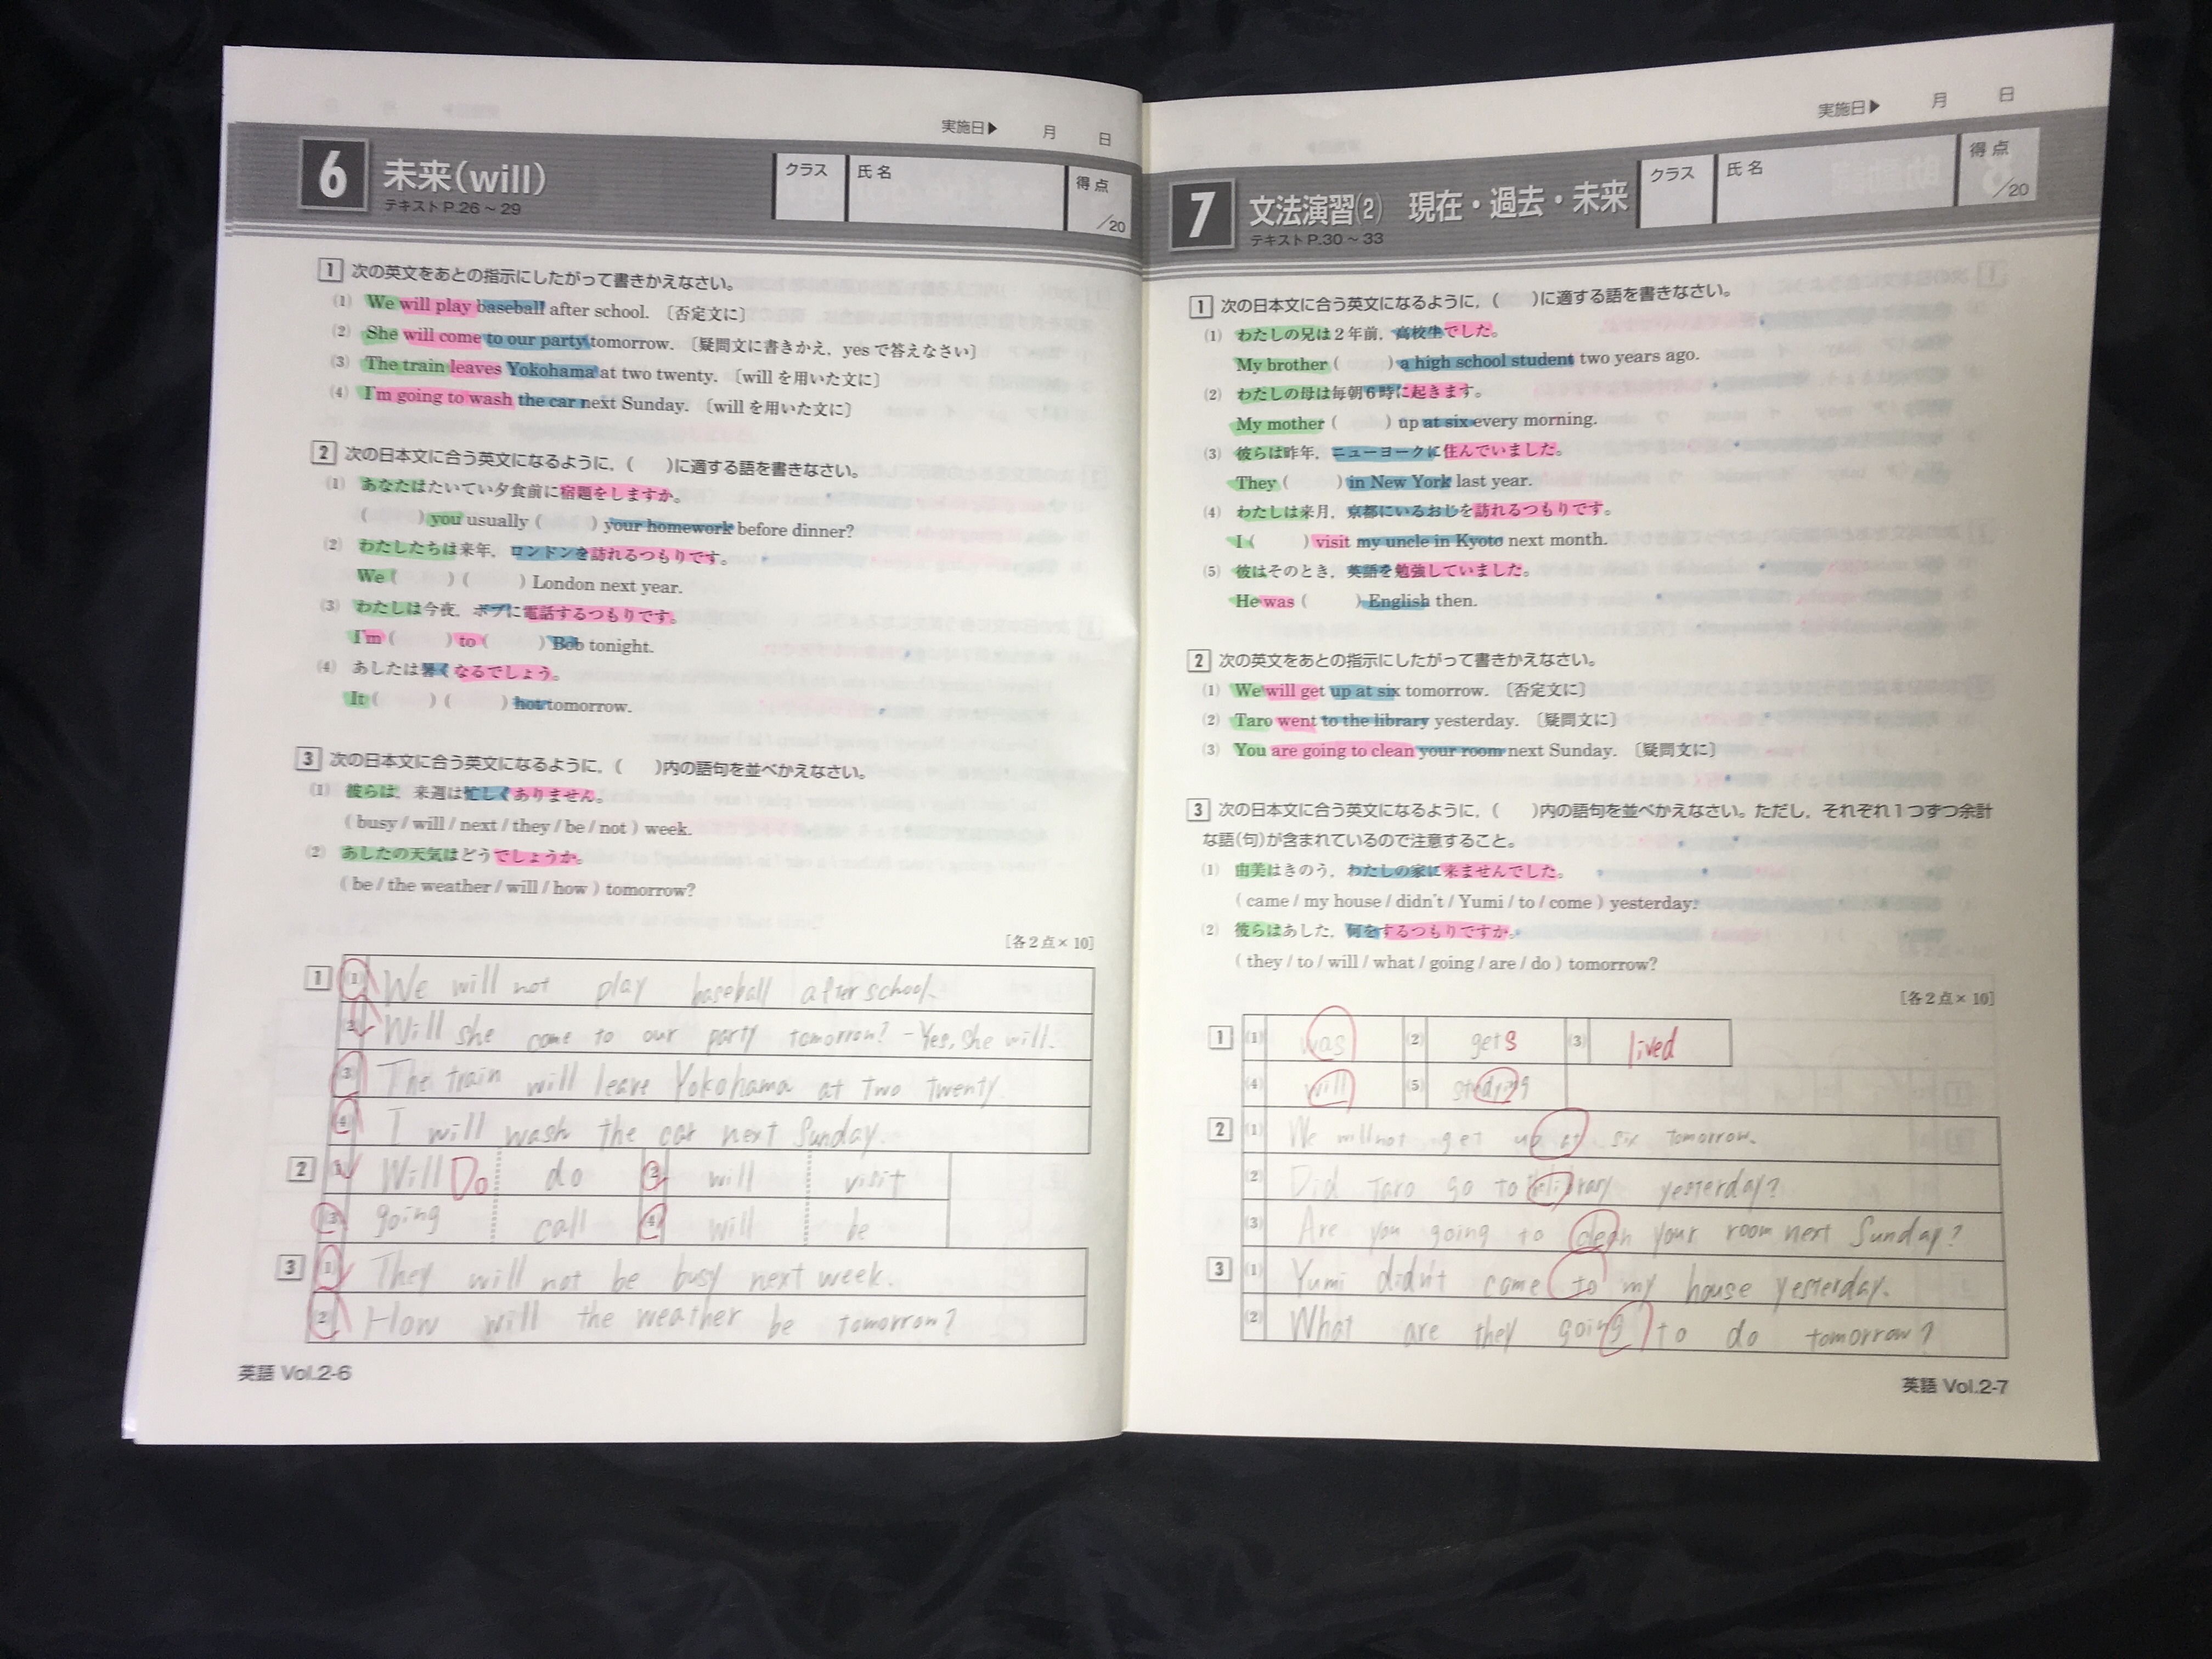 実施日▶ 月 日
6 未来(will)
テキストP.26～29
クラス 氏名 得点 /20
1 次の英文をあとの指示にしたがって書きかえなさい。
(1) We will play baseball after school. 〔否定文に〕
(2) She will come to our party tomorrow. 〔疑問文に書きかえ，yesで答えなさい〕
(3) The train leaves Yokohama at two twenty. 〔willを用いた文に〕
(4) I'm going to wash the car next Sunday. 〔willを用いた文に〕
2 次の日本文に合う英文になるように，( )に適する語を書きなさい。
(1) あなたはたいてい夕食前に宿題をしますか。
( ) you usually ( ) your homework before dinner?
(2) わたしたちは来年，ロンドンを訪れるつもりです。
We ( ) ( ) London next year.
(3) わたしは今夜，ボブに電話するつもりです。
I'm ( ) to ( ) Bob tonight.
(4) あしたは暑くなるでしょう。
It ( ) ( ) hot tomorrow.
3 次の日本文に合う英文になるように，( )内の語句を並べかえなさい。
(1) 彼らは，来週は忙しくありません。
( busy / will / next / they / be / not ) week.
(2) あしたの天気はどうでしょうか。
( be / the weather / will / how ) tomorrow?
[各2点×10]
1 (1) We will not play baseball after school.
(2) Will she come to our party tomorrow? - Yes, she will.
(3) The train will leave Yokohama at two twenty.
(4) I will wash the car next Sunday.
2 (1) Will Do do (2) will visit
(3) going call (4) will be
3 (1) They will not be busy next week.
(2) How will the weather be tomorrow?
英語 Vol.2-6
実施日▶ 月 日
7 文法演習(2) 現在・過去・未来
テキストP.30～33
クラス 氏名 得点 /20
1 次の日本文に合う英文になるように，( )に適する語を書きなさい。
(1) わたしの兄は2年前，高校生でした。
My brother ( ) a high school student two years ago.
(2) わたしの母は毎朝6時に起きます。
My mother ( ) up at six every morning.
(3) 彼らは昨年，ニューヨークに住んでいました。
They ( ) in New York last year.
(4) わたしは来月，京都にいるおじを訪れるつもりです。
I ( ) visit my uncle in Kyoto next month.
(5) 彼はそのとき，英語を勉強していました。
He was ( ) English then.
2 次の英文をあとの指示にしたがって書きかえなさい。
(1) We will get up at six tomorrow. 〔否定文に〕
(2) Taro went to the library yesterday. 〔疑問文に〕
(3) You are going to clean your room next Sunday. 〔疑問文に〕
3 次の日本文に合う英文になるように，( )内の語句を並べかえなさい。ただし，それぞれ1つずつ余計
な語(句)が含まれているので注意すること。
(1) 由美はきのう，わたしの家に来ませんでした。
( came / my house / didn't / Yumi / to / come ) yesterday.
(2) 彼らはあした，何をするつもりですか。
( they / to / will / what / going / are / do ) tomorrow?
[各2点×10]
1 (1) was (2) gets (3) lived
(4) will (5)
2 (1) We will not get up at six tomorrow.
(2) Did Taro go to library yesterday?
(3) Are you going to clean your room next Sunday?
3 (1) Yumi didn't come to my house yesterday.
(2) What are they going to do tomorrow?
英語 Vol.2-7